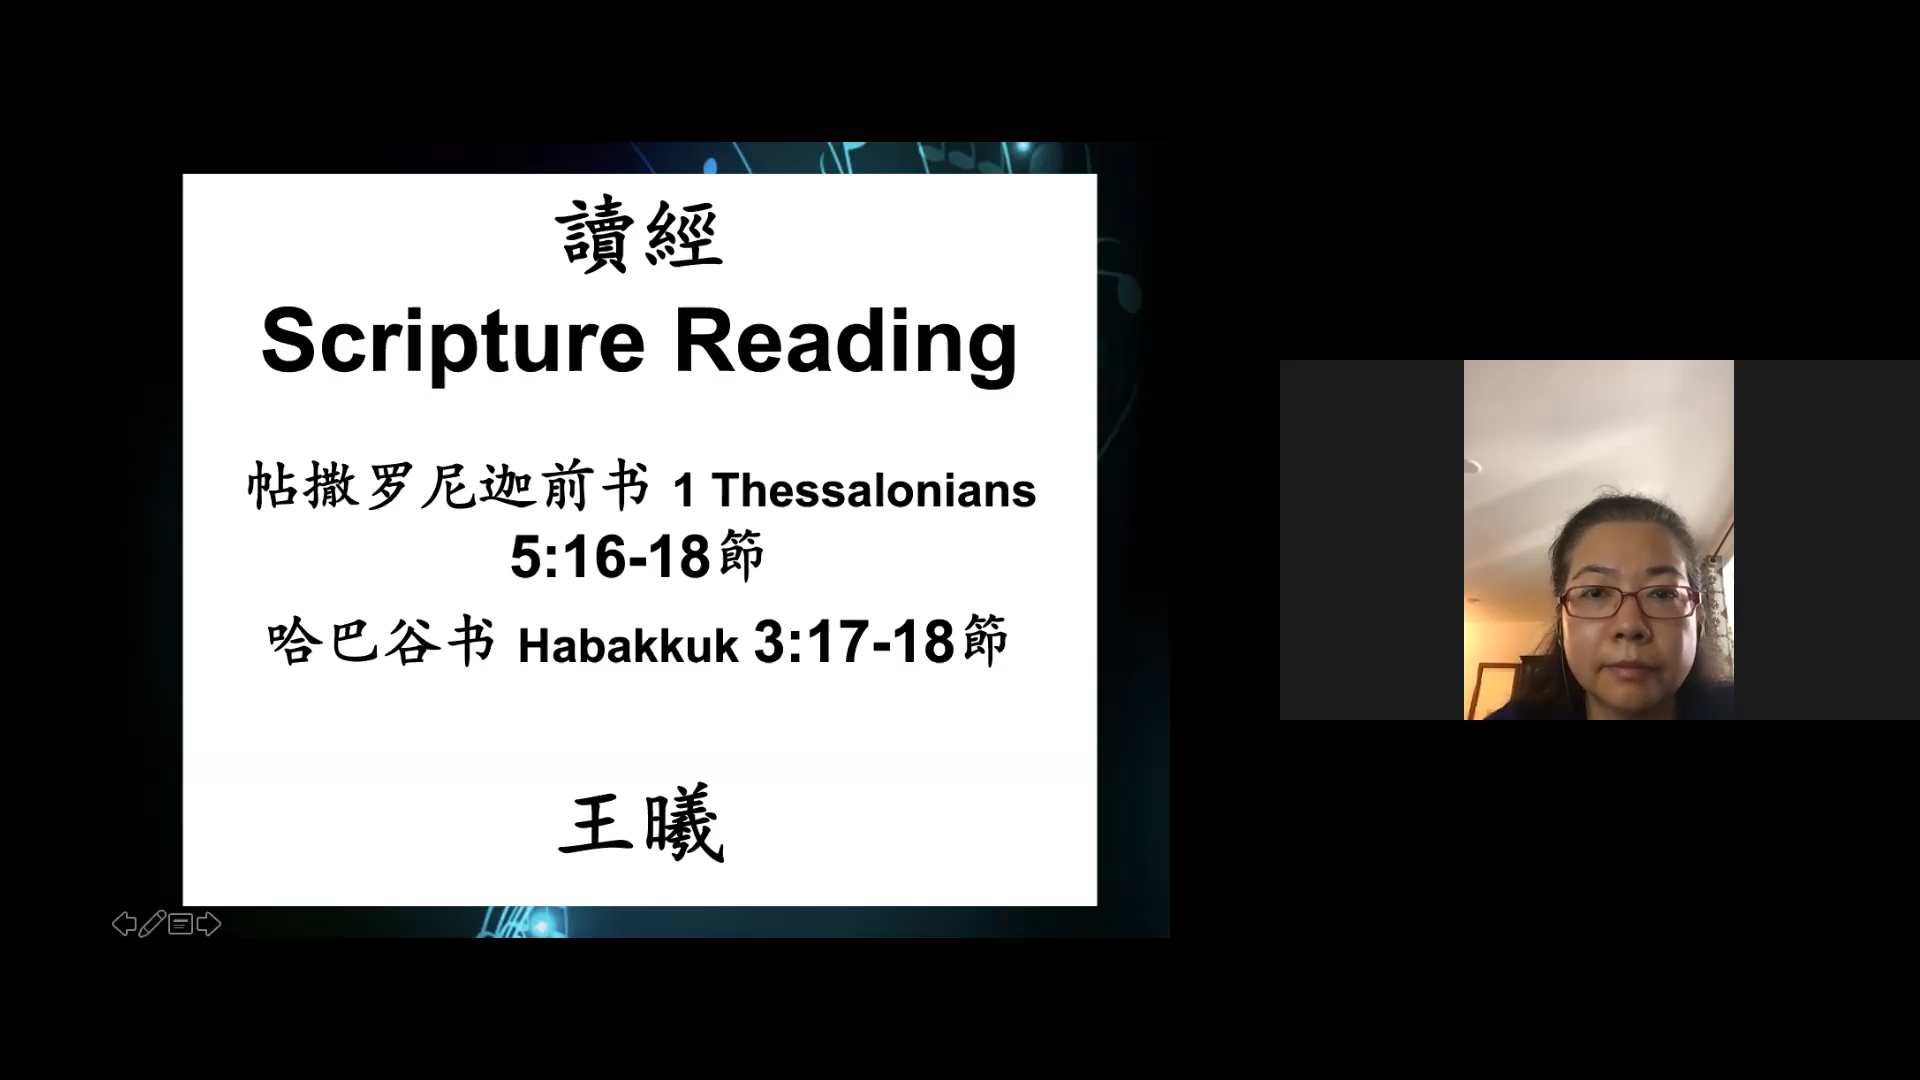 讀經
Scripture Reading
帖撒罗尼迦前书 1 Thessalonians
5:16-18節
哈巴谷书 Habakkuk 3:17-18節
王曦